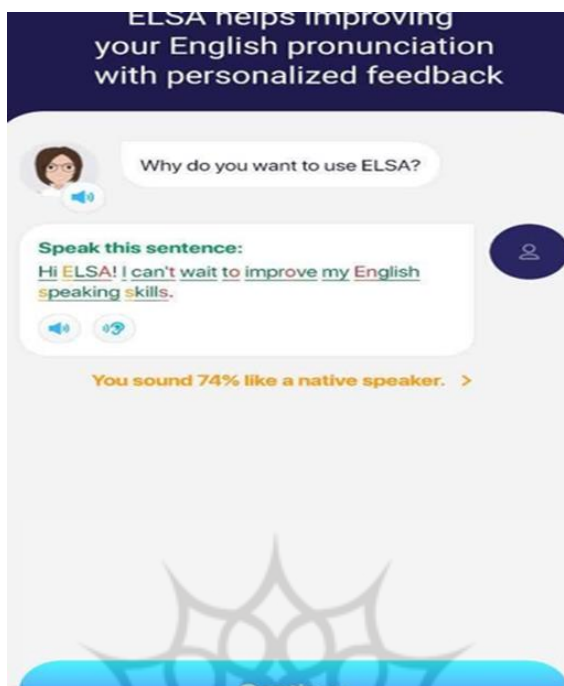 ELSA helps improving
your English pronunciation
with personalized feedback
Why do you want to use ELSA?
Speak this sentence:
Hi ELSA! I can't wait to improve my English
speaking skills.
You sound 74% like a native speaker. >